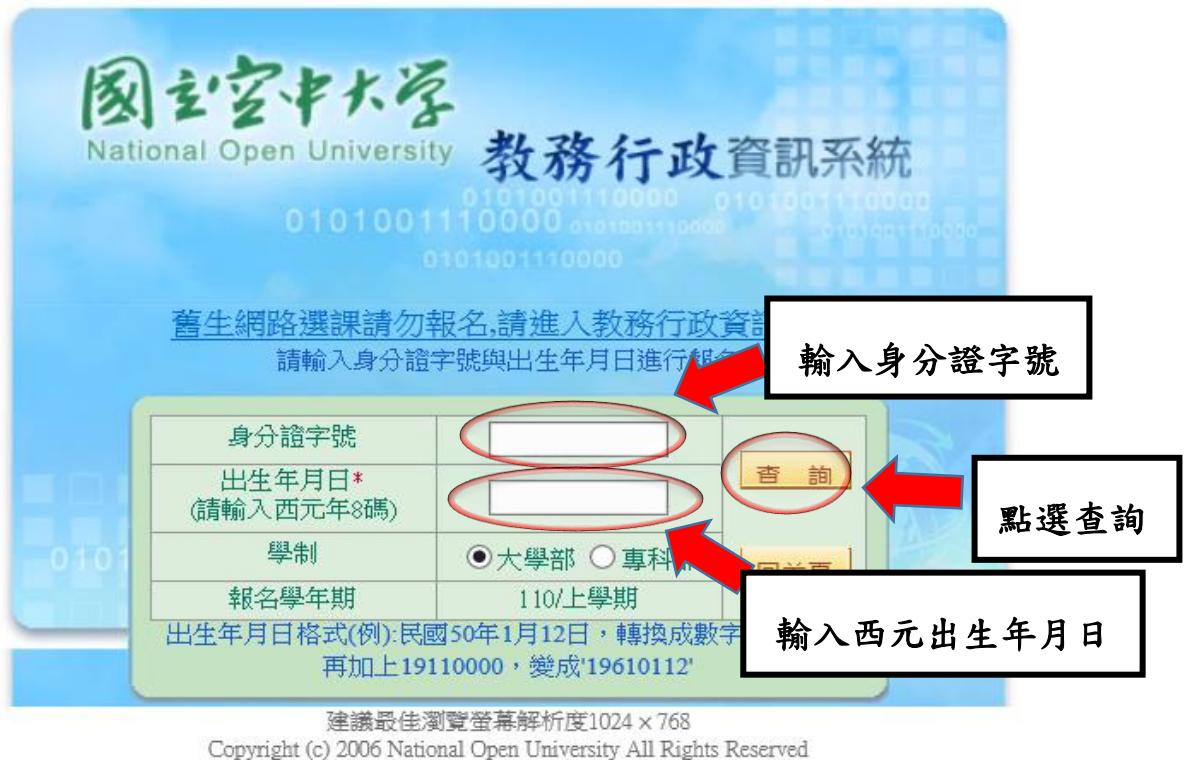 國立空中大学
National Open University
教務行政資訊系統
0101001110000
0101001110000
0101001110000
0101001110000
0101001110000
0101001110000
舊生網路選課請勿報名,請進入教務行政資
請輸入身分證字號與出生年月日進行報名
輸入身分證字號
身分證字號
查 詢
出生年月日*
(請輸入西元年8碼)
點選查詢
學制
大學部 專科
報名學年期
110/上學期
輸入西元出生年月日
出生年月日格式(例):民國50年1月12日，轉換成數字
再加上19110000，變成'19610112'
建議最佳瀏覽螢幕解析度1024 × 768
Copyright (c) 2006 National Open University All Rights Reserved